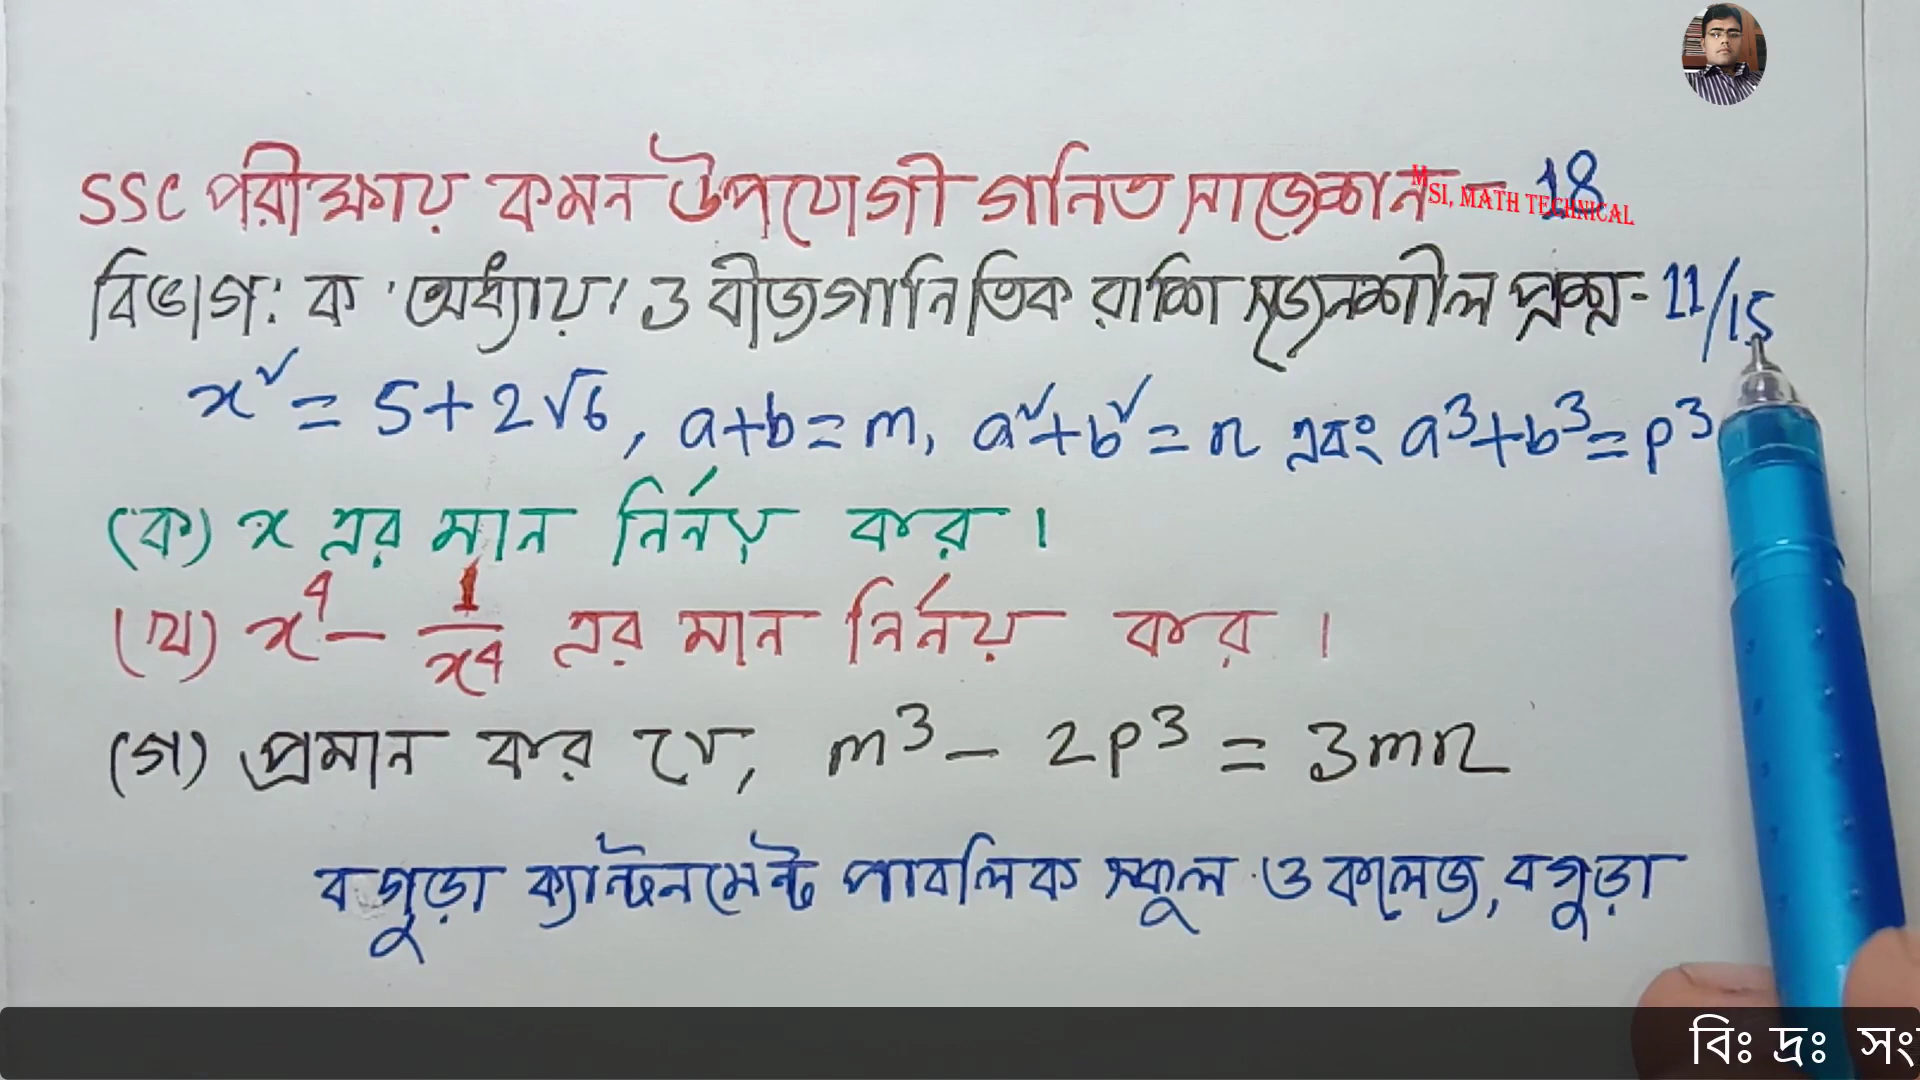 SSC পরীক্ষায় কমন উপযোগী গনিত সাজেশান - 18
MSI, MATH TECHNICAL
বিভাগ: ক 'অধ্যায়' ৩ বীজগানিতিক রাশি সৃজনশীল প্রশ্ন - 11/15
x² = 5 + 2√6, a+b = m, a²+b² = n এবং a³+b³ = p³
(ক) x এর মান নির্নয় কর ।
(খ) x⁴ - 1/x⁴ এর মান নির্নয় কর ।
(গ) প্রমান কর যে, m³ - 2p³ = 3mn
বগুড়া ক্যান্টনমেন্ট পাবলিক স্কুল ও কলেজ, বগুড়া
বিঃ দ্রঃ